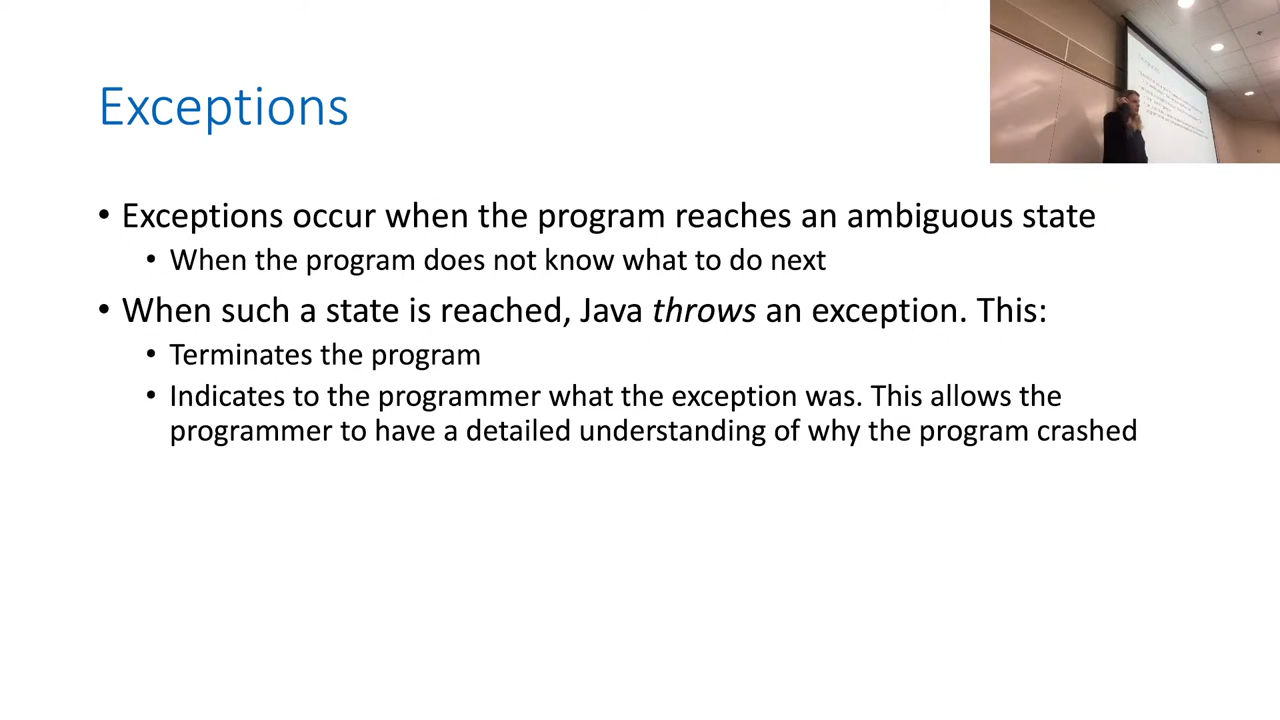 Exceptions
• Exceptions occur when the program reaches an ambiguous state
• When the program does not know what to do next
• When such a state is reached, Java throws an exception. This:
• Terminates the program
• Indicates to the programmer what the exception was. This allows the
programmer to have a detailed understanding of why the program crashed